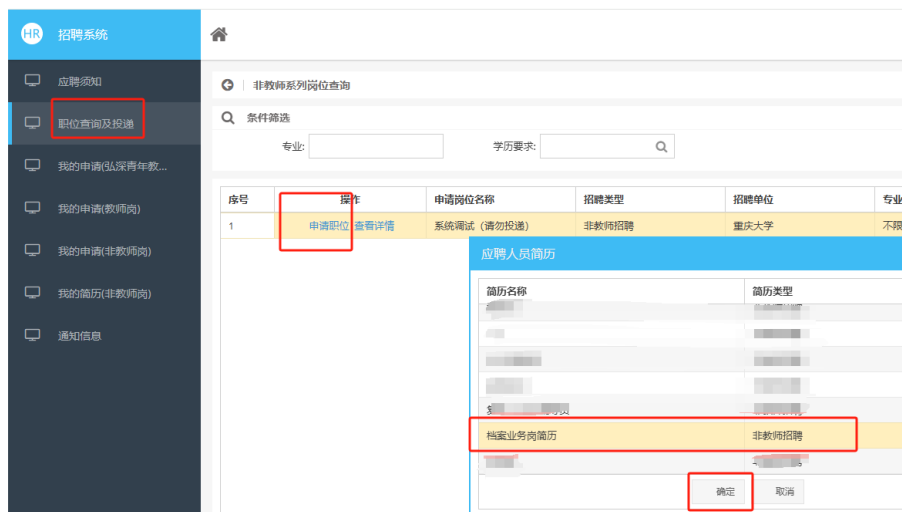 HR 招聘系统
应聘须知
职位查询及投递
我的申请(弘深青年教...
我的申请(教师岗)
我的申请(非教师岗)
我的简历(非教师岗)
通知信息
非教师系列岗位查询
条件筛选
专业: 学历要求:
序号 操作 申请岗位名称 招聘类型 招聘单位 专业
1 申请职位 查看详情 系统调试（请勿投递） 非教师招聘 重庆大学 不限
应聘人员简历
简历名称 简历类型
档案业务岗简历 非教师招聘
确定 取消